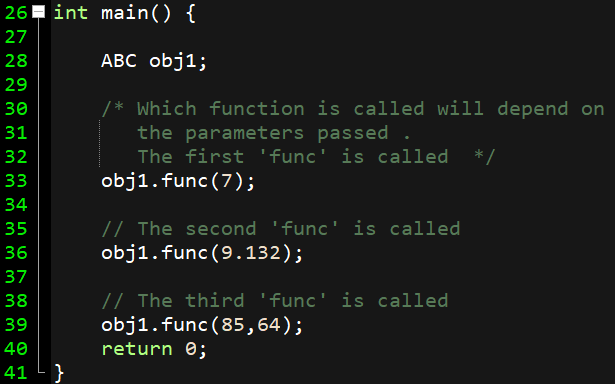 26 int main() {
27
28     ABC obj1;
29
30     /* Which function is called will depend on
31        the parameters passed .
32        The first 'func' is called  */
33     obj1.func(7);
34
35     // The second 'func' is called
36     obj1.func(9.132);
37
38     // The third 'func' is called
39     obj1.func(85,64);
40     return 0;
41 }